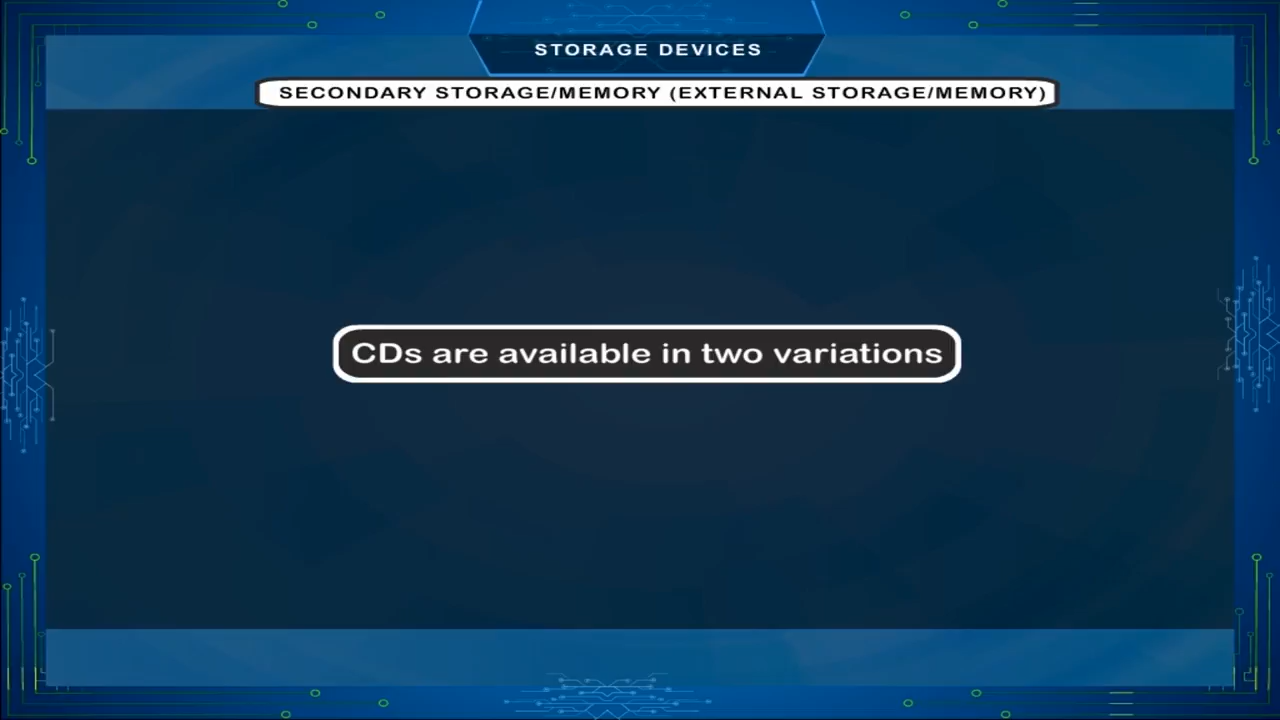 STORAGE DEVICES
SECONDARY STORAGE/MEMORY (EXTERNAL STORAGE/MEMORY)
CDs are available in two variations